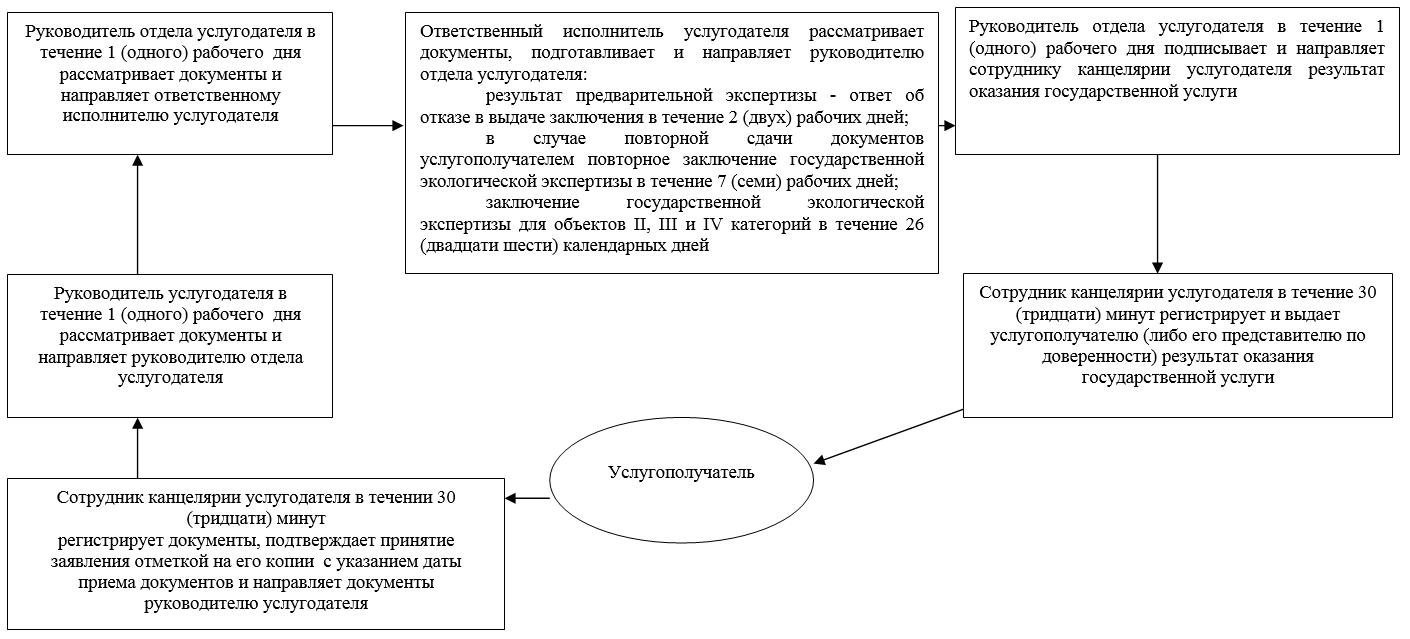 Руководитель отдела услугодателя в
течение 1 (одного) рабочего  дня
рассматривает документы и
направляет ответственному
исполнителю услугодателя
Ответственный исполнитель услугодателя рассматривает
документы, подготавливает и направляет руководителю
отдела услугодателя:
результат предварительной экспертизы - ответ об
отказе в выдаче заключения в течение 2 (двух) рабочих дней;
в случае повторной сдачи документов
услугополучателем повторное заключение государственной
экологической экспертизы в течение 7 (семи) рабочих дней;
заключение государственной экологической
экспертизы для объектов II, III и IV категорий в течение 26
(двадцати шести) календарных дней
Руководитель отдела услугодателя в течение 1
(одного) рабочего дня подписывает и направляет
сотруднику канцелярии услугодателя результат
оказания государственной услуги
Руководитель услугодателя в
течение 1 (одного) рабочего  дня
рассматривает документы и
направляет руководителю отдела
услугодателя
Сотрудник канцелярии услугодателя в течение 30
(тридцати) минут регистрирует и выдает
услугополучателю (либо его представителю по
доверенности) результат оказания
государственной услуги
Услугополучатель
Сотрудник канцелярии услугодателя в течении 30
(тридцати) минут
регистрирует документы, подтверждает принятие
заявления отметкой на его копии  с указанием даты
приема документов и направляет документы
руководителю услугодателя